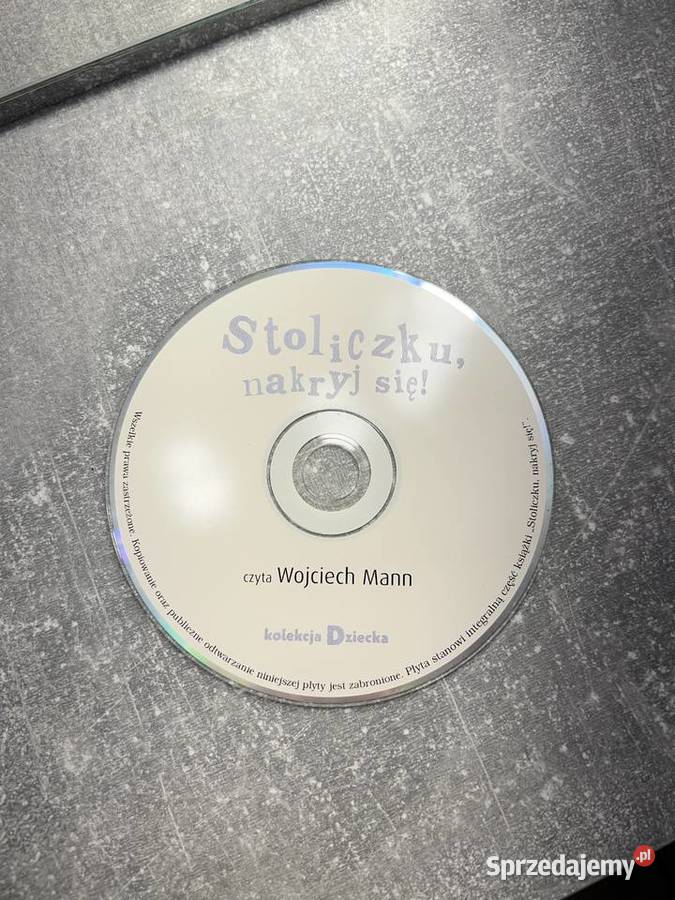 Stoliczku,
nakryj się!
czyta Wojciech Mann
kolekcja Dziecka
Wszelkie prawa zastrzeżone. Kopiowanie oraz publiczne odtwarzanie niniejszej płyty jest zabronione. Płyta stanowi integralną część książki „Stoliczku, nakryj się!".
Sprzedajemy.pl